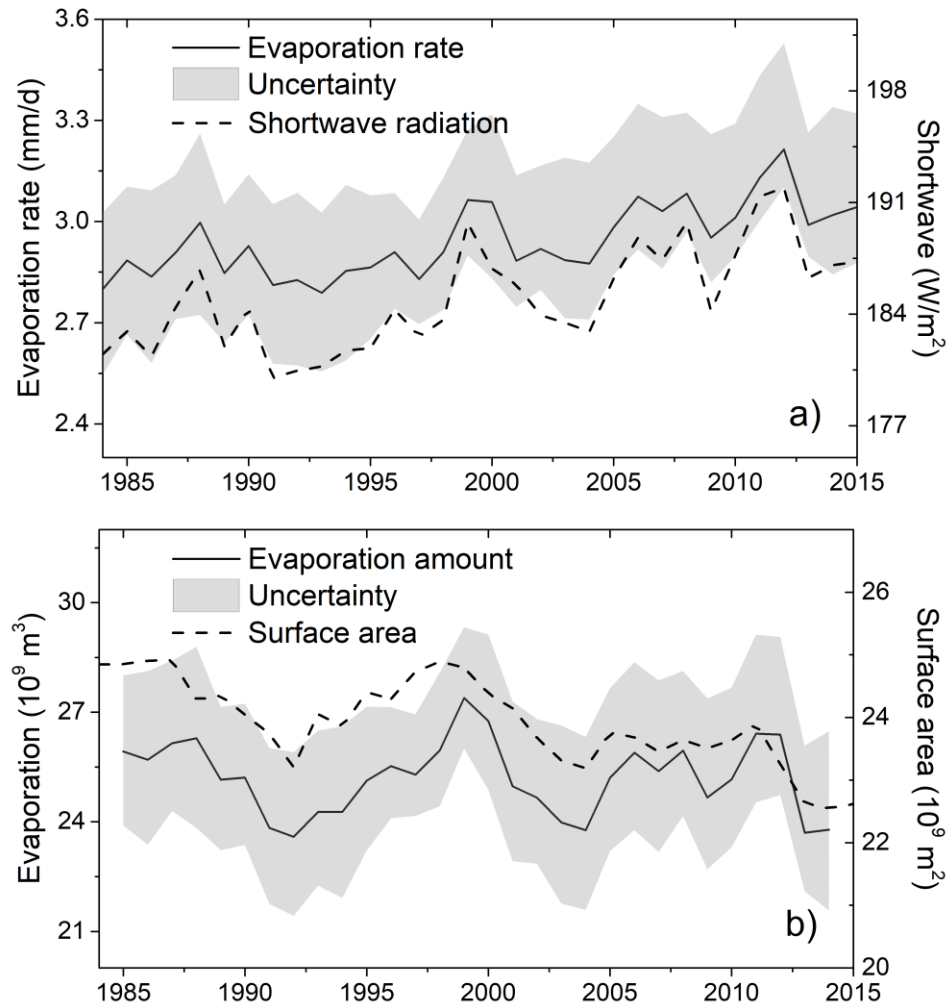 3.6
3.3
3.0
2.7
2.4
Evaporation rate (mm/d)
Evaporation rate
Uncertainty
Shortwave radiation
198
191
184
177
Shortwave (W/m²)
a)
1985 1990 1995 2000 2005 2010 2015
30
27
24
21
Evaporation (10⁹ m³)
Evaporation amount
Uncertainty
Surface area
26
24
22
20
Surface area (10⁹ m²)
b)
1985 1990 1995 2000 2005 2010 2015